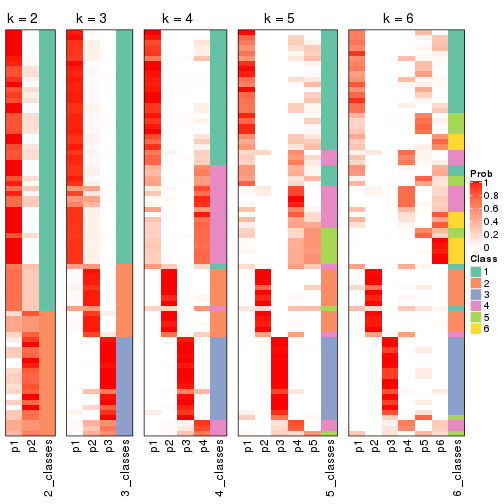 k = 2
k = 3
k = 4
k = 5
k = 6
p1
p2
2_classes
p1
p2
p3
3_classes
p1
p2
p3
p4
4_classes
p1
p2
p3
p4
p5
5_classes
p1
p2
p3
p4
p5
p6
6_classes
Prob
1
0.8
0.6
0.4
0.2
0
Class
1
2
3
4
5
6